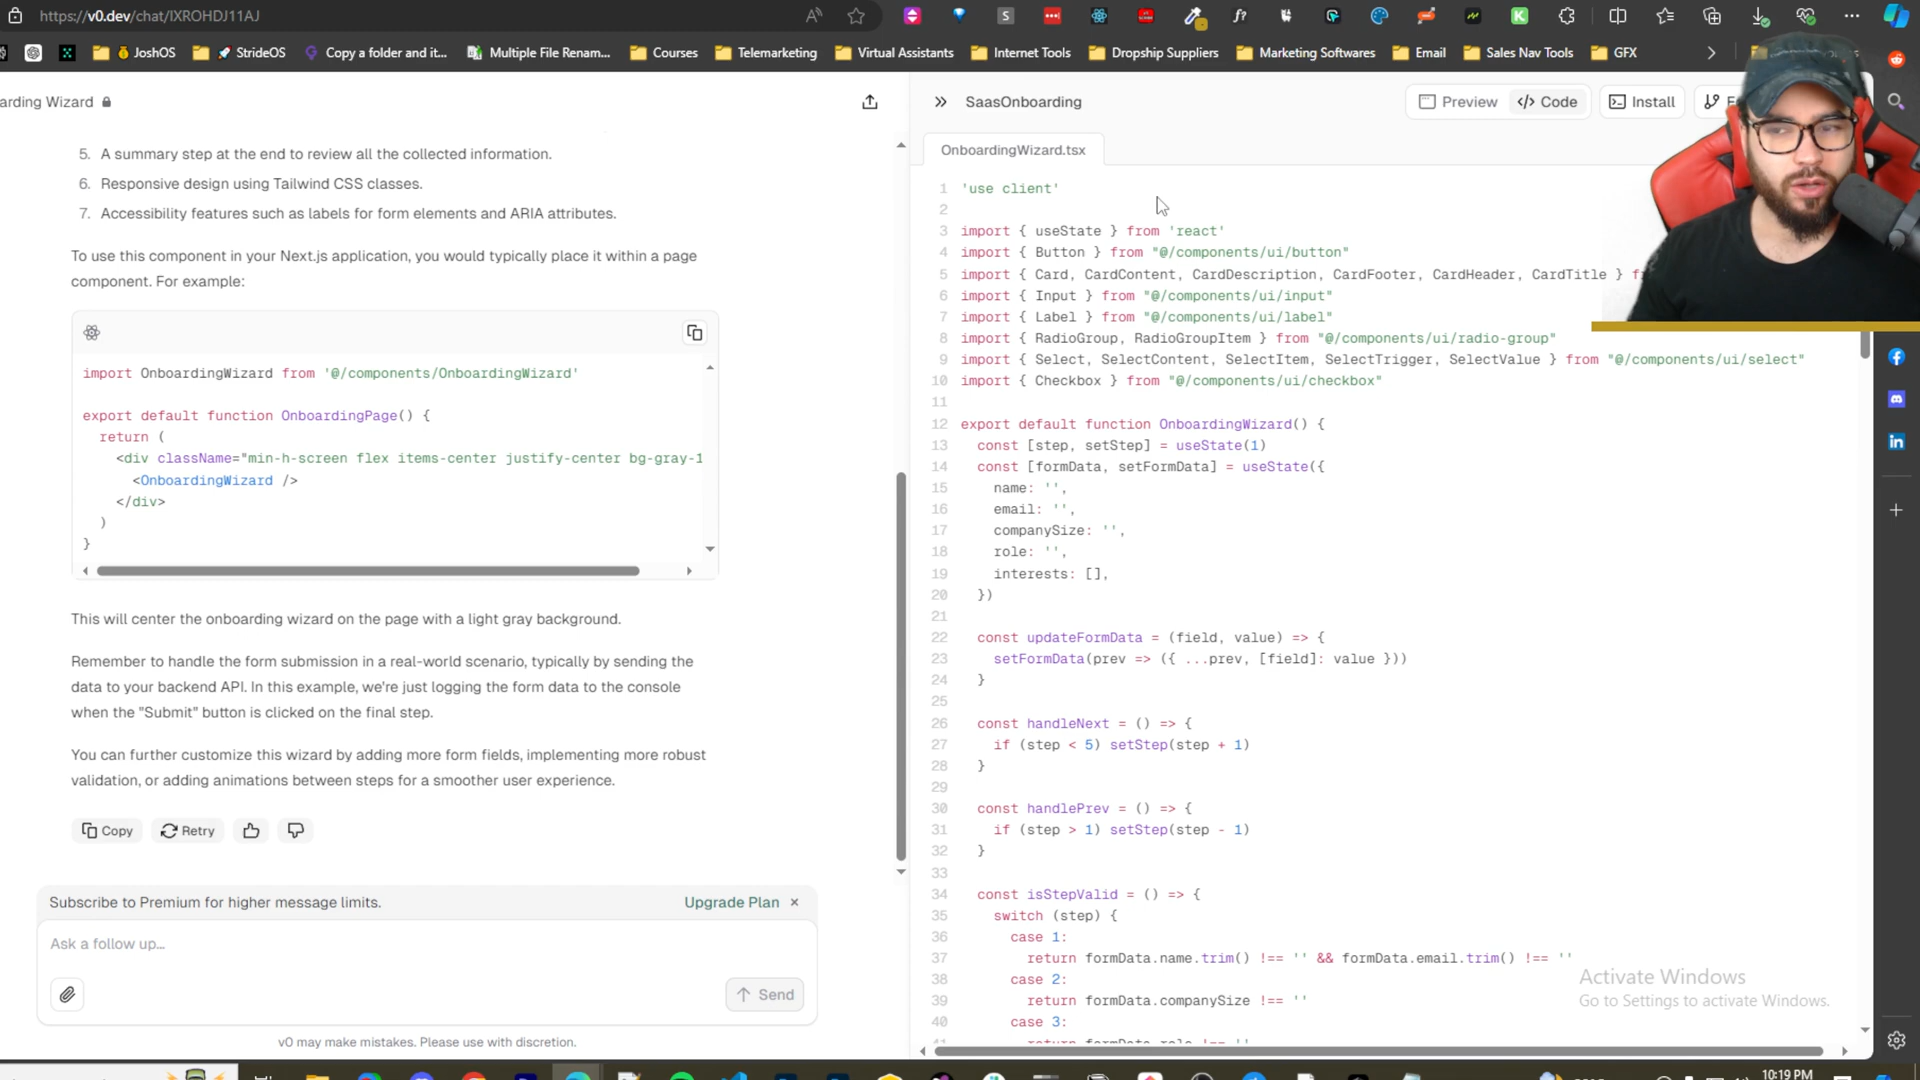 https://v0.dev/chat/IXROHDJ11AJ
JoshOS
StrideOS
Copy a folder and it...
Multiple File Renam...
Courses
Telemarketing
Virtual Assistants
Internet Tools
Dropship Suppliers
Marketing Softwares
Email
Sales Nav Tools
GFX
arding Wizard
5. A summary step at the end to review all the collected information.
6. Responsive design using Tailwind CSS classes.
7. Accessibility features such as labels for form elements and ARIA attributes.
To use this component in your Next.js application, you would typically place it within a page
component. For example:
import OnboardingWizard from '@/components/OnboardingWizard'
export default function OnboardingPage() {
return (
<div className="min-h-screen flex items-center justify-center bg-gray-1
<OnboardingWizard />
</div>
)
}
This will center the onboarding wizard on the page with a light gray background.
Remember to handle the form submission in a real-world scenario, typically by sending the
data to your backend API. In this example, we're just logging the form data to the console
when the "Submit" button is clicked on the final step.
You can further customize this wizard by adding more form fields, implementing more robust
validation, or adding animations between steps for a smoother user experience.
Copy
Retry
Subscribe to Premium for higher message limits.
Upgrade Plan ×
Ask a follow up...
Send
v0 may make mistakes. Please use with discretion.
SaasOnboarding
Preview
Code
Install
OnboardingWizard.tsx
1 'use client'
2
3 import { useState } from 'react'
4 import { Button } from "@/components/ui/button"
5 import { Card, CardContent, CardDescription, CardFooter, CardHeader, CardTitle } f
6 import { Input } from "@/components/ui/input"
7 import { Label } from "@/components/ui/label"
8 import { RadioGroup, RadioGroupItem } from "@/components/ui/radio-group"
9 import { Select, SelectContent, SelectItem, SelectTrigger, SelectValue } from "@/components/ui/select"
10 import { Checkbox } from "@/components/ui/checkbox"
11
12 export default function OnboardingWizard() {
13 const [step, setStep] = useState(1)
14 const [formData, setFormData] = useState({
15 name: '',
16 email: '',
17 companySize: '',
18 role: '',
19 interests: [],
20 })
21
22 const updateFormData = (field, value) => {
23 setFormData(prev => ({ ...prev, [field]: value }))
24 }
25
26 const handleNext = () => {
27 if (step < 5) setStep(step + 1)
28 }
29
30 const handlePrev = () => {
31 if (step > 1) setStep(step - 1)
32 }
33
34 const isStepValid = () => {
35 switch (step) {
36 case 1:
37 return formData.name.trim() !== '' && formData.email.trim() !== ''
38 case 2:
39 return formData.companySize !== ''
40 case 3:
Activate Windows
Go to Settings to activate Windows.
10:19 PM